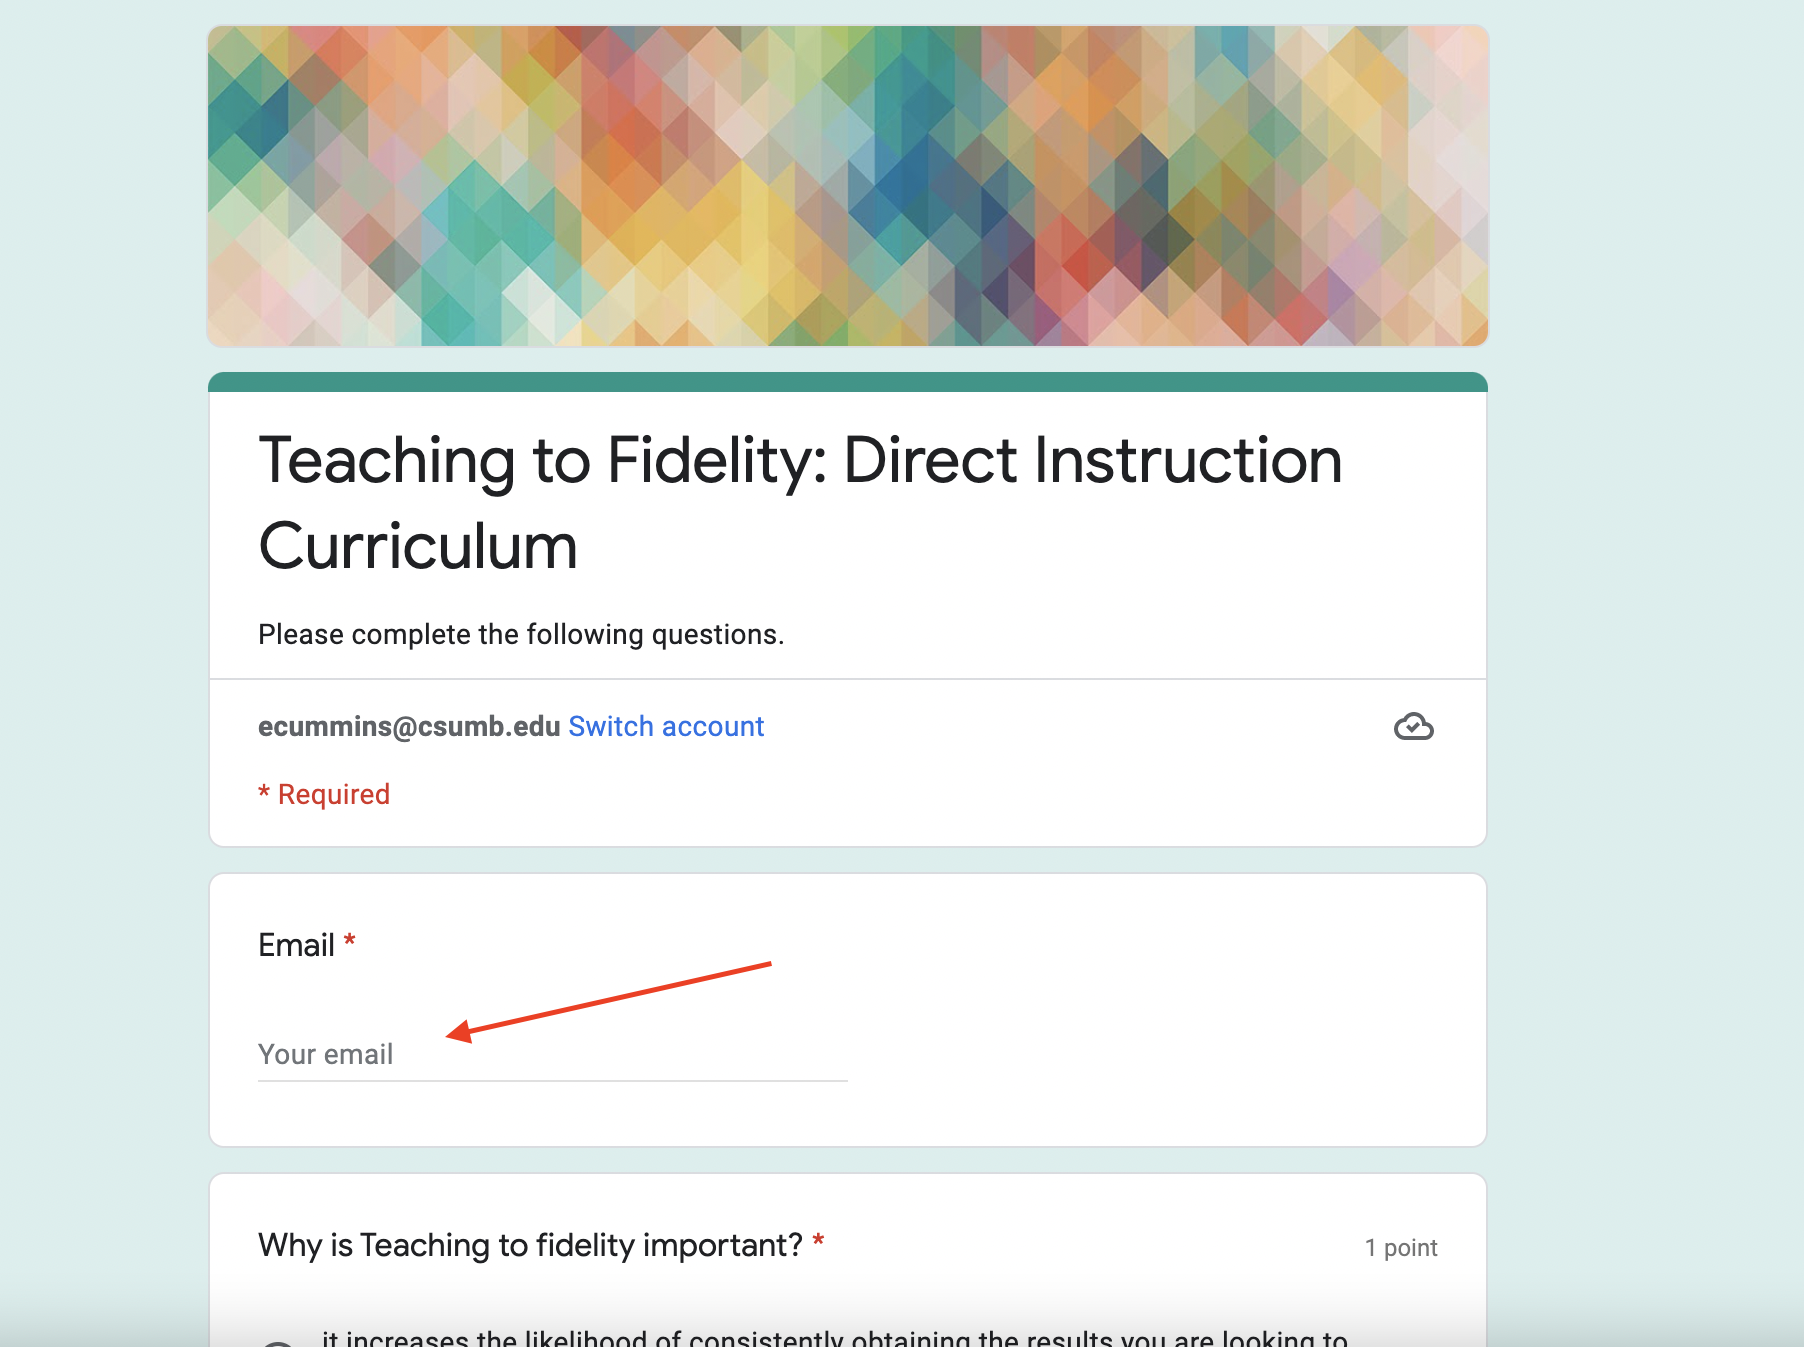 Teaching to Fidelity: Direct Instruction
Curriculum
Please complete the following questions.
ecummins@csumb.edu Switch account
* Required
Email *
Your email
Why is Teaching to fidelity important? *
1 point
it increases the likelihood of consistently obtaining the results you are looking to